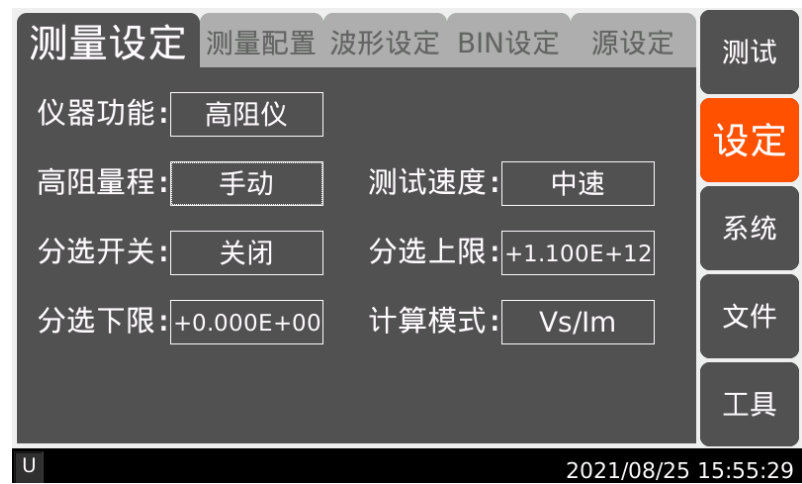 测量设定 测量配置 波形设定 BIN设定 源设定 测试
仪器功能: 高阻仪
设定
高阻量程: 手动 测试速度: 中速
系统
分选开关: 关闭 分选上限: +1.100E+12
分选下限: +0.000E+00 计算模式: Vs/Im 文件
工具
U 2021/08/25 15:55:29